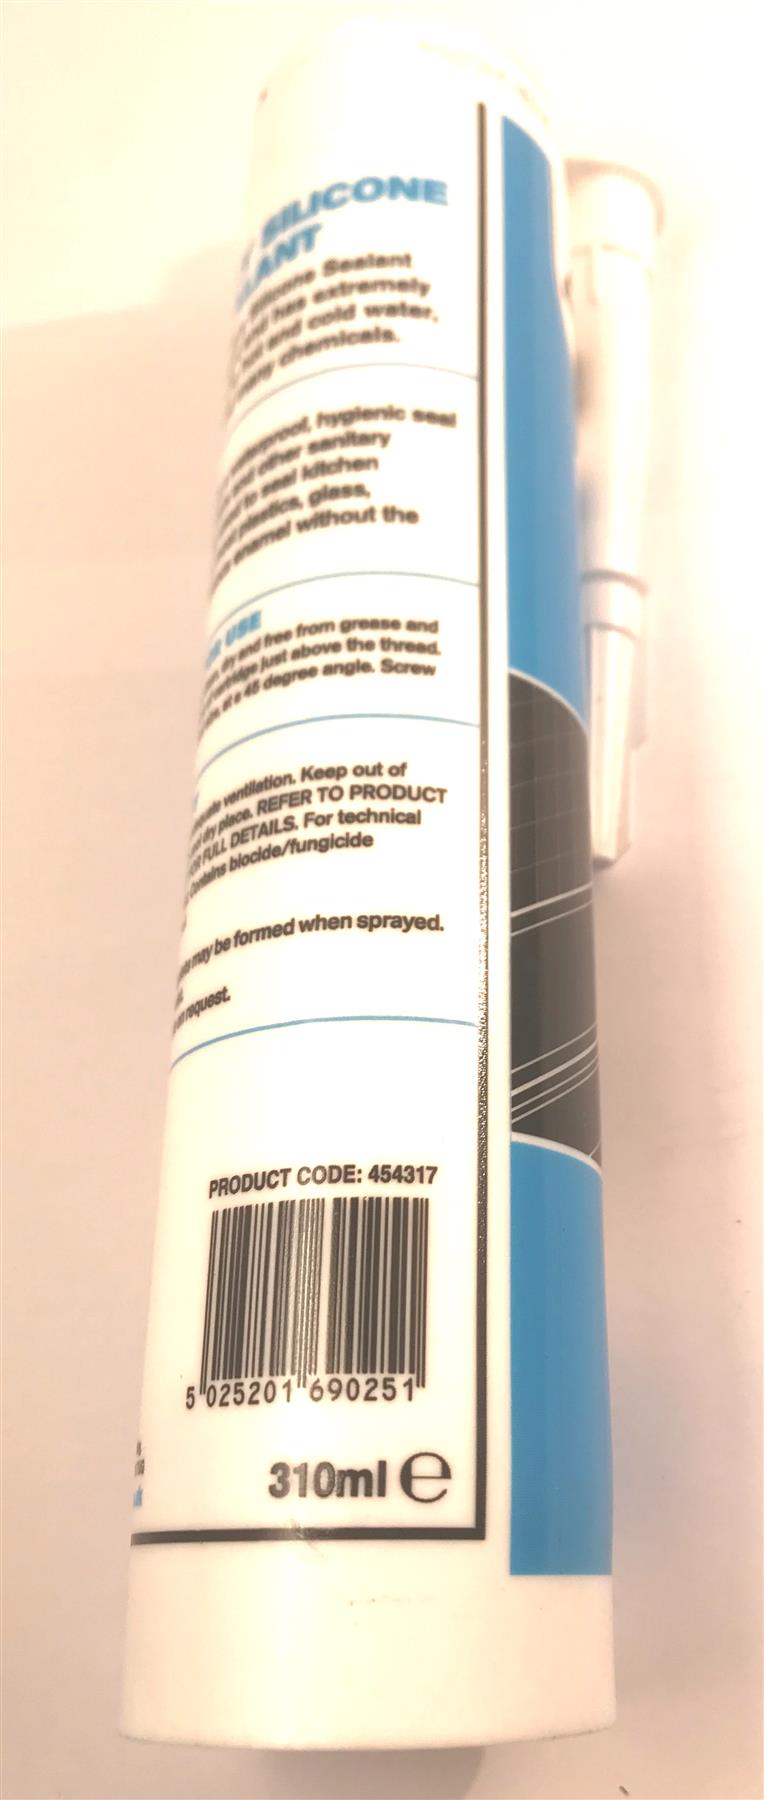 SILICONE
Silicone Sealant
and has extremely
hot and cold water,
many chemicals.
waterproof, hygienic seal
and other sanitary
to seal kitchen
plastics, glass,
enamel without the
USE
dry and free from grease and
cartridge just above the thread.
at a 45 degree angle. Screw
ventilation. Keep out of
dry place. REFER TO PRODUCT
FULL DETAILS. For technical
Contains biocide/fungicide
may be formed when sprayed.
on request.
PRODUCT CODE: 454317
5 025201 690251
310ml ℮